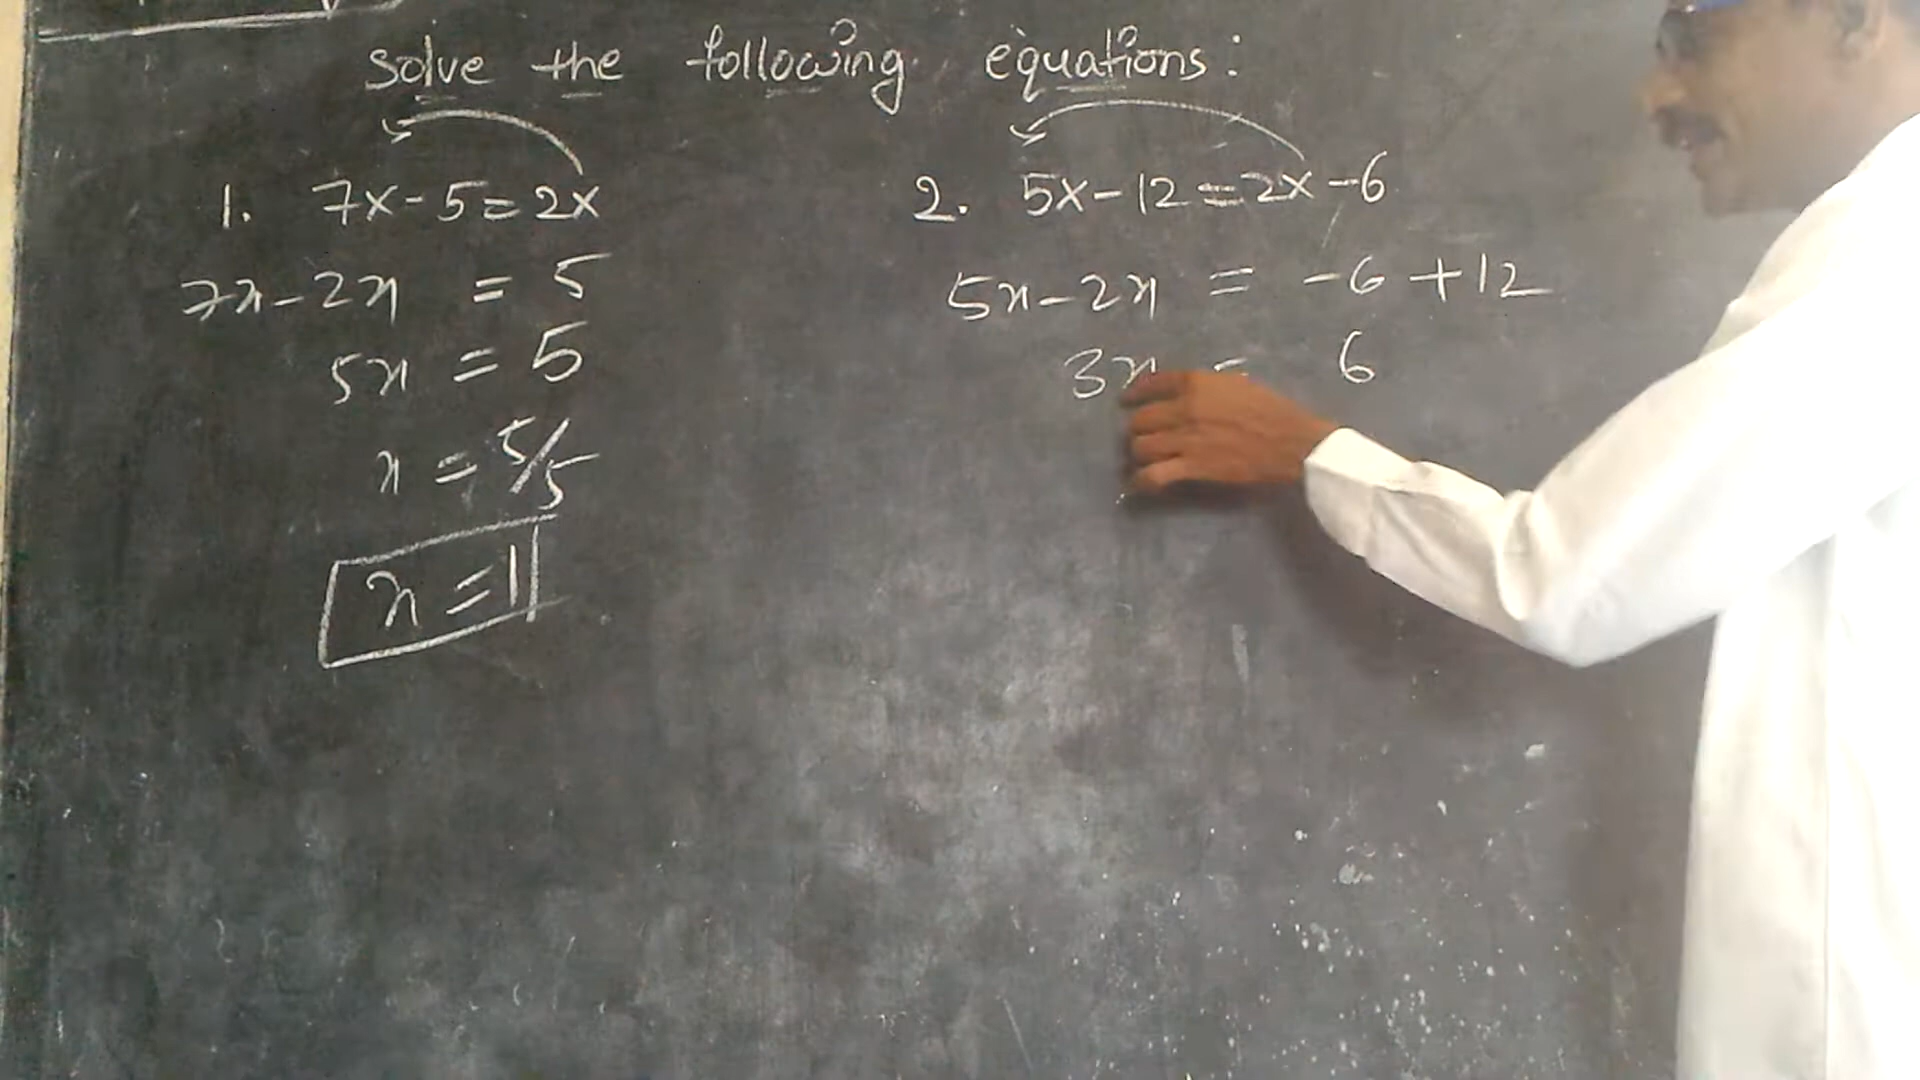 Solve the following equations:
1. 7x-5=2x
7x-2x = 5
5x = 5
x = 5/5
x = 1
2. 5x-12=2x-6
5x-2x = -6+12
3x = 6